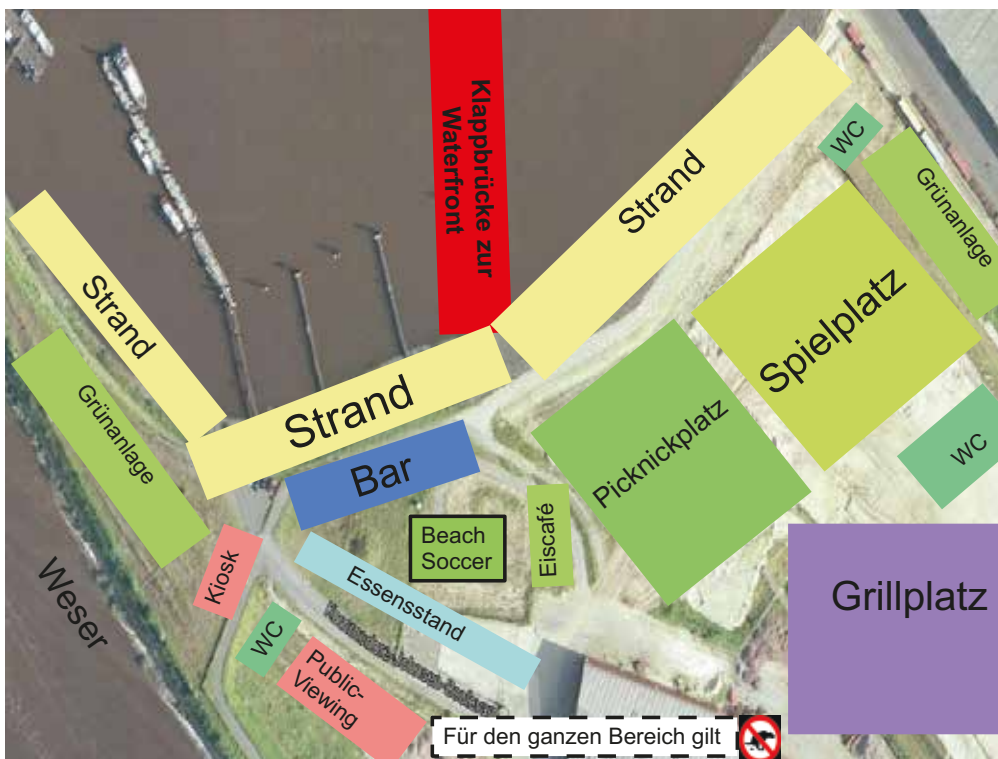 Klappbrücke zur
Waterfront
Strand
WC
Grünanlage
Strand
Spielplatz
Grünanlage
Strand
Picknickplatz
Bar
WC
Beach
Soccer
Eiscafé
Kiosk
Essensstand
Weser
Grillplatz
WC
Public-
Viewing
Für den ganzen Bereich gilt